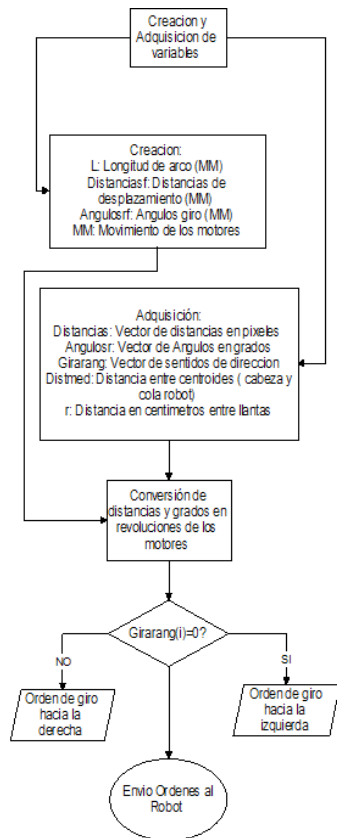 Creacion y
Adquisicion de
variables
Creacion:
L: Longitud de arco (MM)
Distanciasf: Distancias de
desplazamiento (MM)
Angulosrf: Angulos giro (MM)
MM: Movimiento de los motores
Adquisición:
Distancias: Vector de distancias en pixeles
Angulosr: Vector de Angulos en grados
Girarang: Vector de sentidos de direccion
Distmed: Distancia entre centroides ( cabeza y
cola robot)
r: Distancia en centimetros entre llantas
Conversión de
distancias y grados en
revoluciones de los
motores
Girarang(i)=0?
NO
SI
Orden de giro
hacia la
derecha
Orden de giro
hacia la
izquierda
Envio Ordenes al
Robot